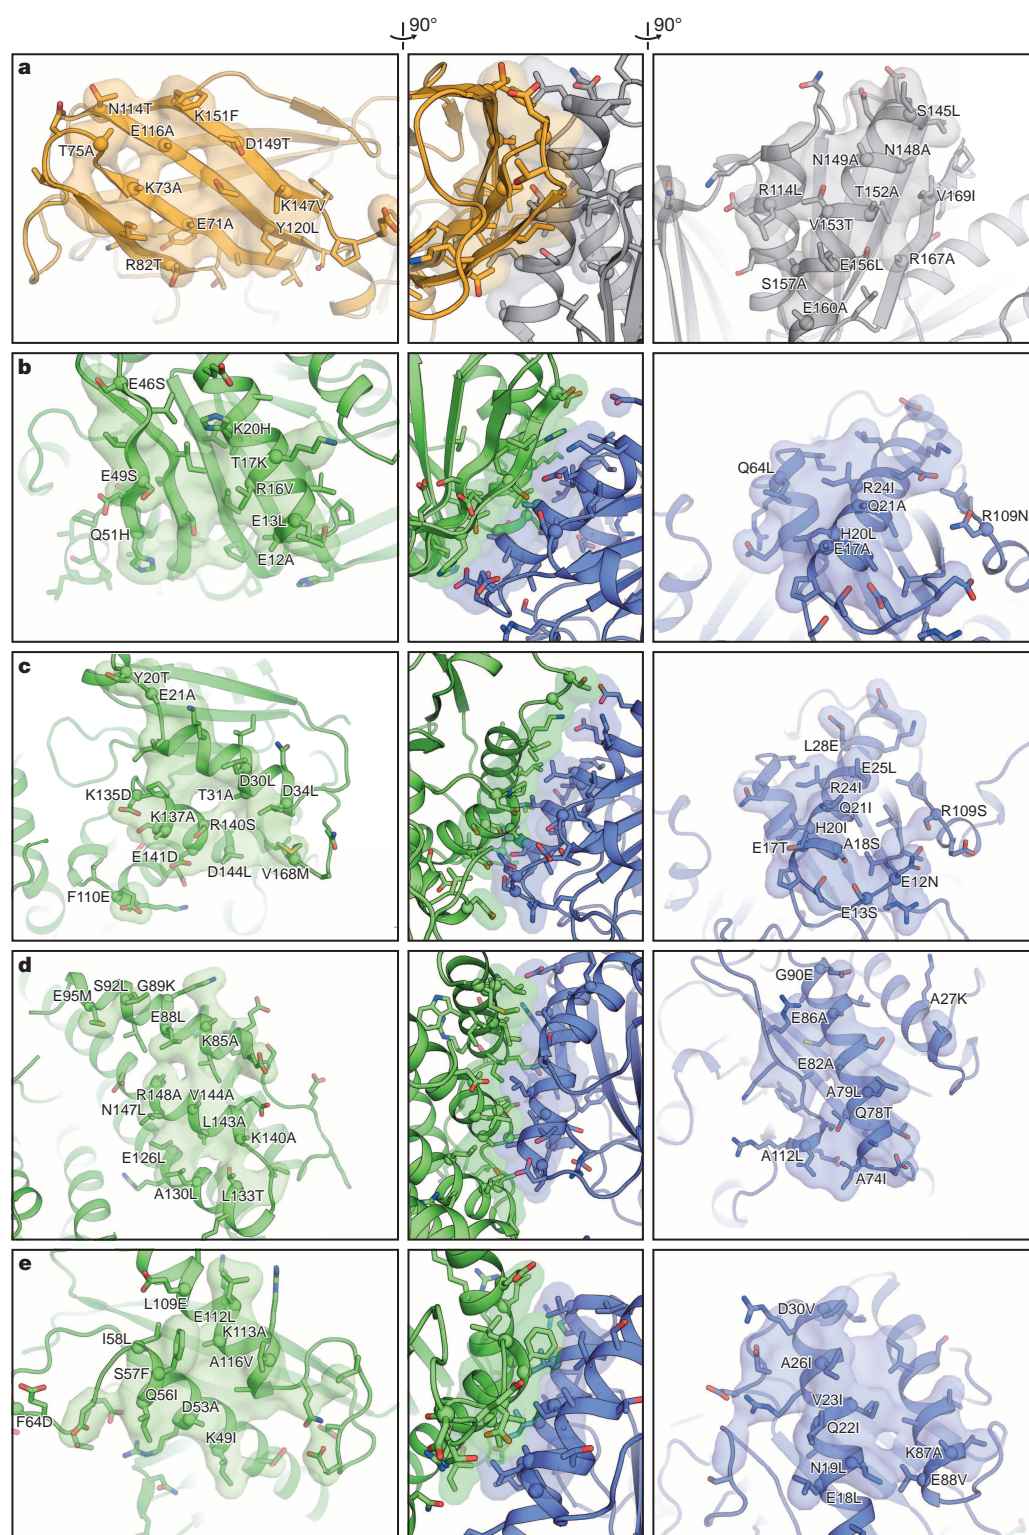 90°
90°
a
N114T
K151F
E116A
D149T
T75A
K73A
K147V
E71A
Y120L
R82T
S145L
N149A
N148A
R114L
T152A
V169I
V153T
E156L
R167A
S157A
E160A
b
E46S
K20H
T17K
E49S
R16V
E13L
Q51H
E12A
Q64L
R24I
Q21A
R109N
H20L
E17A
c
Y20T
E21A
D30L
K135D
T31A
D34L
K137A
R140S
E141D
D144L
V168M
F110E
L28E
E25L
R24I
Q21I
R109S
H20I
E17T
A18S
E12N
E13S
d
S92L
G89K
E95M
E88L
K85A
R148A
V144A
N147L
L143A
K140A
E126L
A130L
L133T
G90E
A27K
E86A
E82A
A79L
Q78T
A112L
A74I
e
L109E
E112L
K113A
I58L
A116V
S57F
Q56I
D53A
F64D
K49I
D30V
A26I
V23I
Q22I
K87A
N19L
E88V
E18L